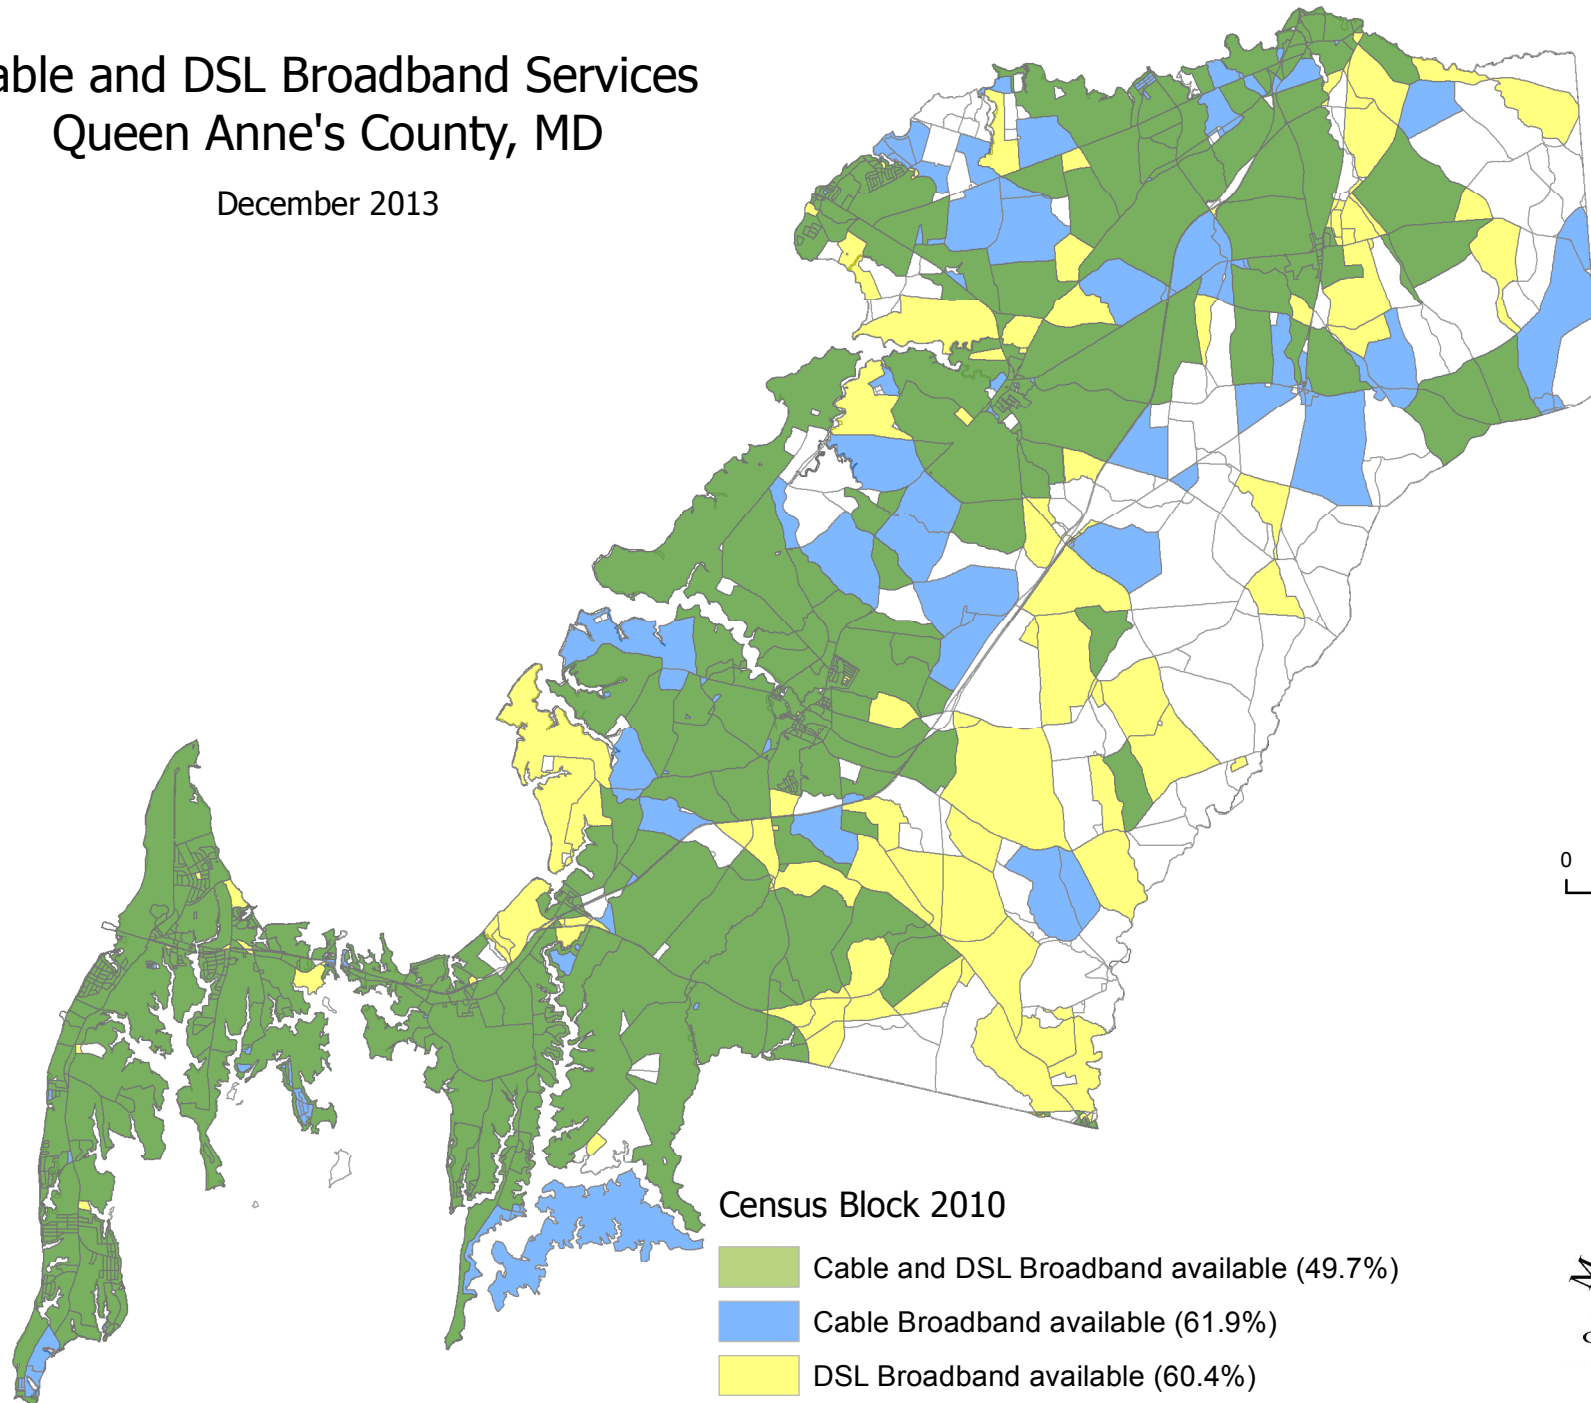 able and DSL Broadband Services
Queen Anne's County, MD
December 2013
0
Census Block 2010
Cable and DSL Broadband available (49.7%)
Cable Broadband available (61.9%)
DSL Broadband available (60.4%)